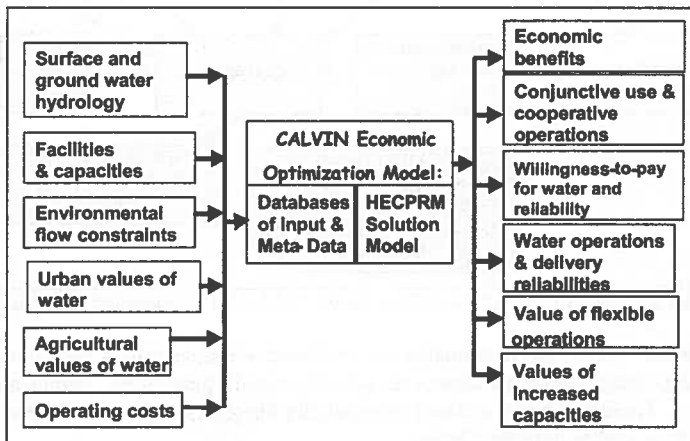 Surface and
ground water
hydrology
Facilities
& capacities
Environmental
flow constraints
Urban values of
water
Agricultural
values of water
Operating costs
CALVIN Economic
Optimization Model:
Databases
of Input &
Meta-Data
HECPRM
Solution
Model
Economic
benefits
Conjunctive use &
cooperative
operations
Willingness-to-pay
for water and
reliability
Water operations
& delivery
reliabilities
Value of flexible
operations
Values of
Increased
capacities